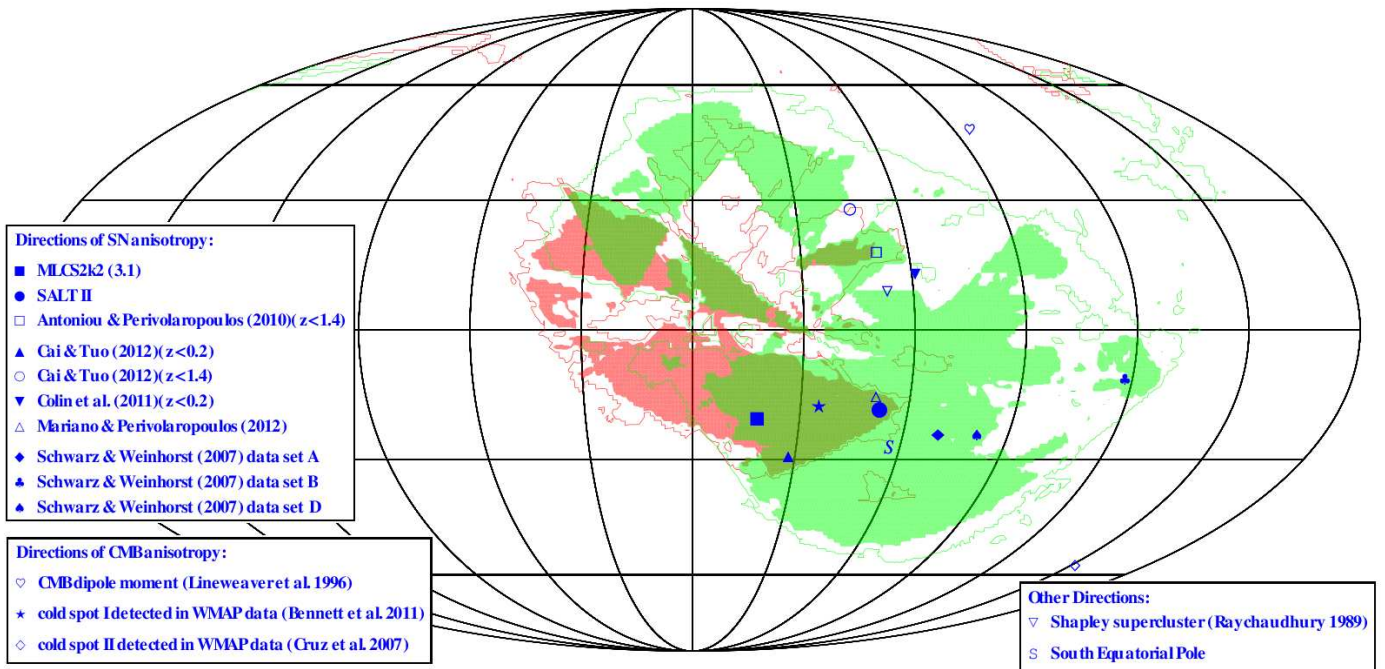 S
Directions of SN anisotropy:
MLCS2k2 (3.1)
SALT II
Antoniou & Perivolaropoulos (2010)( z<1.4)
Cai & Tuo (2012)( z<0.2)
Cai & Tuo (2012)( z<1.4)
Colin et al. (2011)( z<0.2)
Mariano & Perivolaropoulos (2012)
Schwarz & Weinhorst (2007) data set A
Schwarz & Weinhorst (2007) data set B
Schwarz & Weinhorst (2007) data set D
Directions of CMB anisotropy:
CMB dipole moment (Lineweaver et al. 1996)
cold spot I detected in WMAP data (Bennett et al. 2011)
cold spot II detected in WMAP data (Cruz et al. 2007)
Other Directions:
Shapley supercluster (Raychaudhury 1989)
S South Equatorial Pole